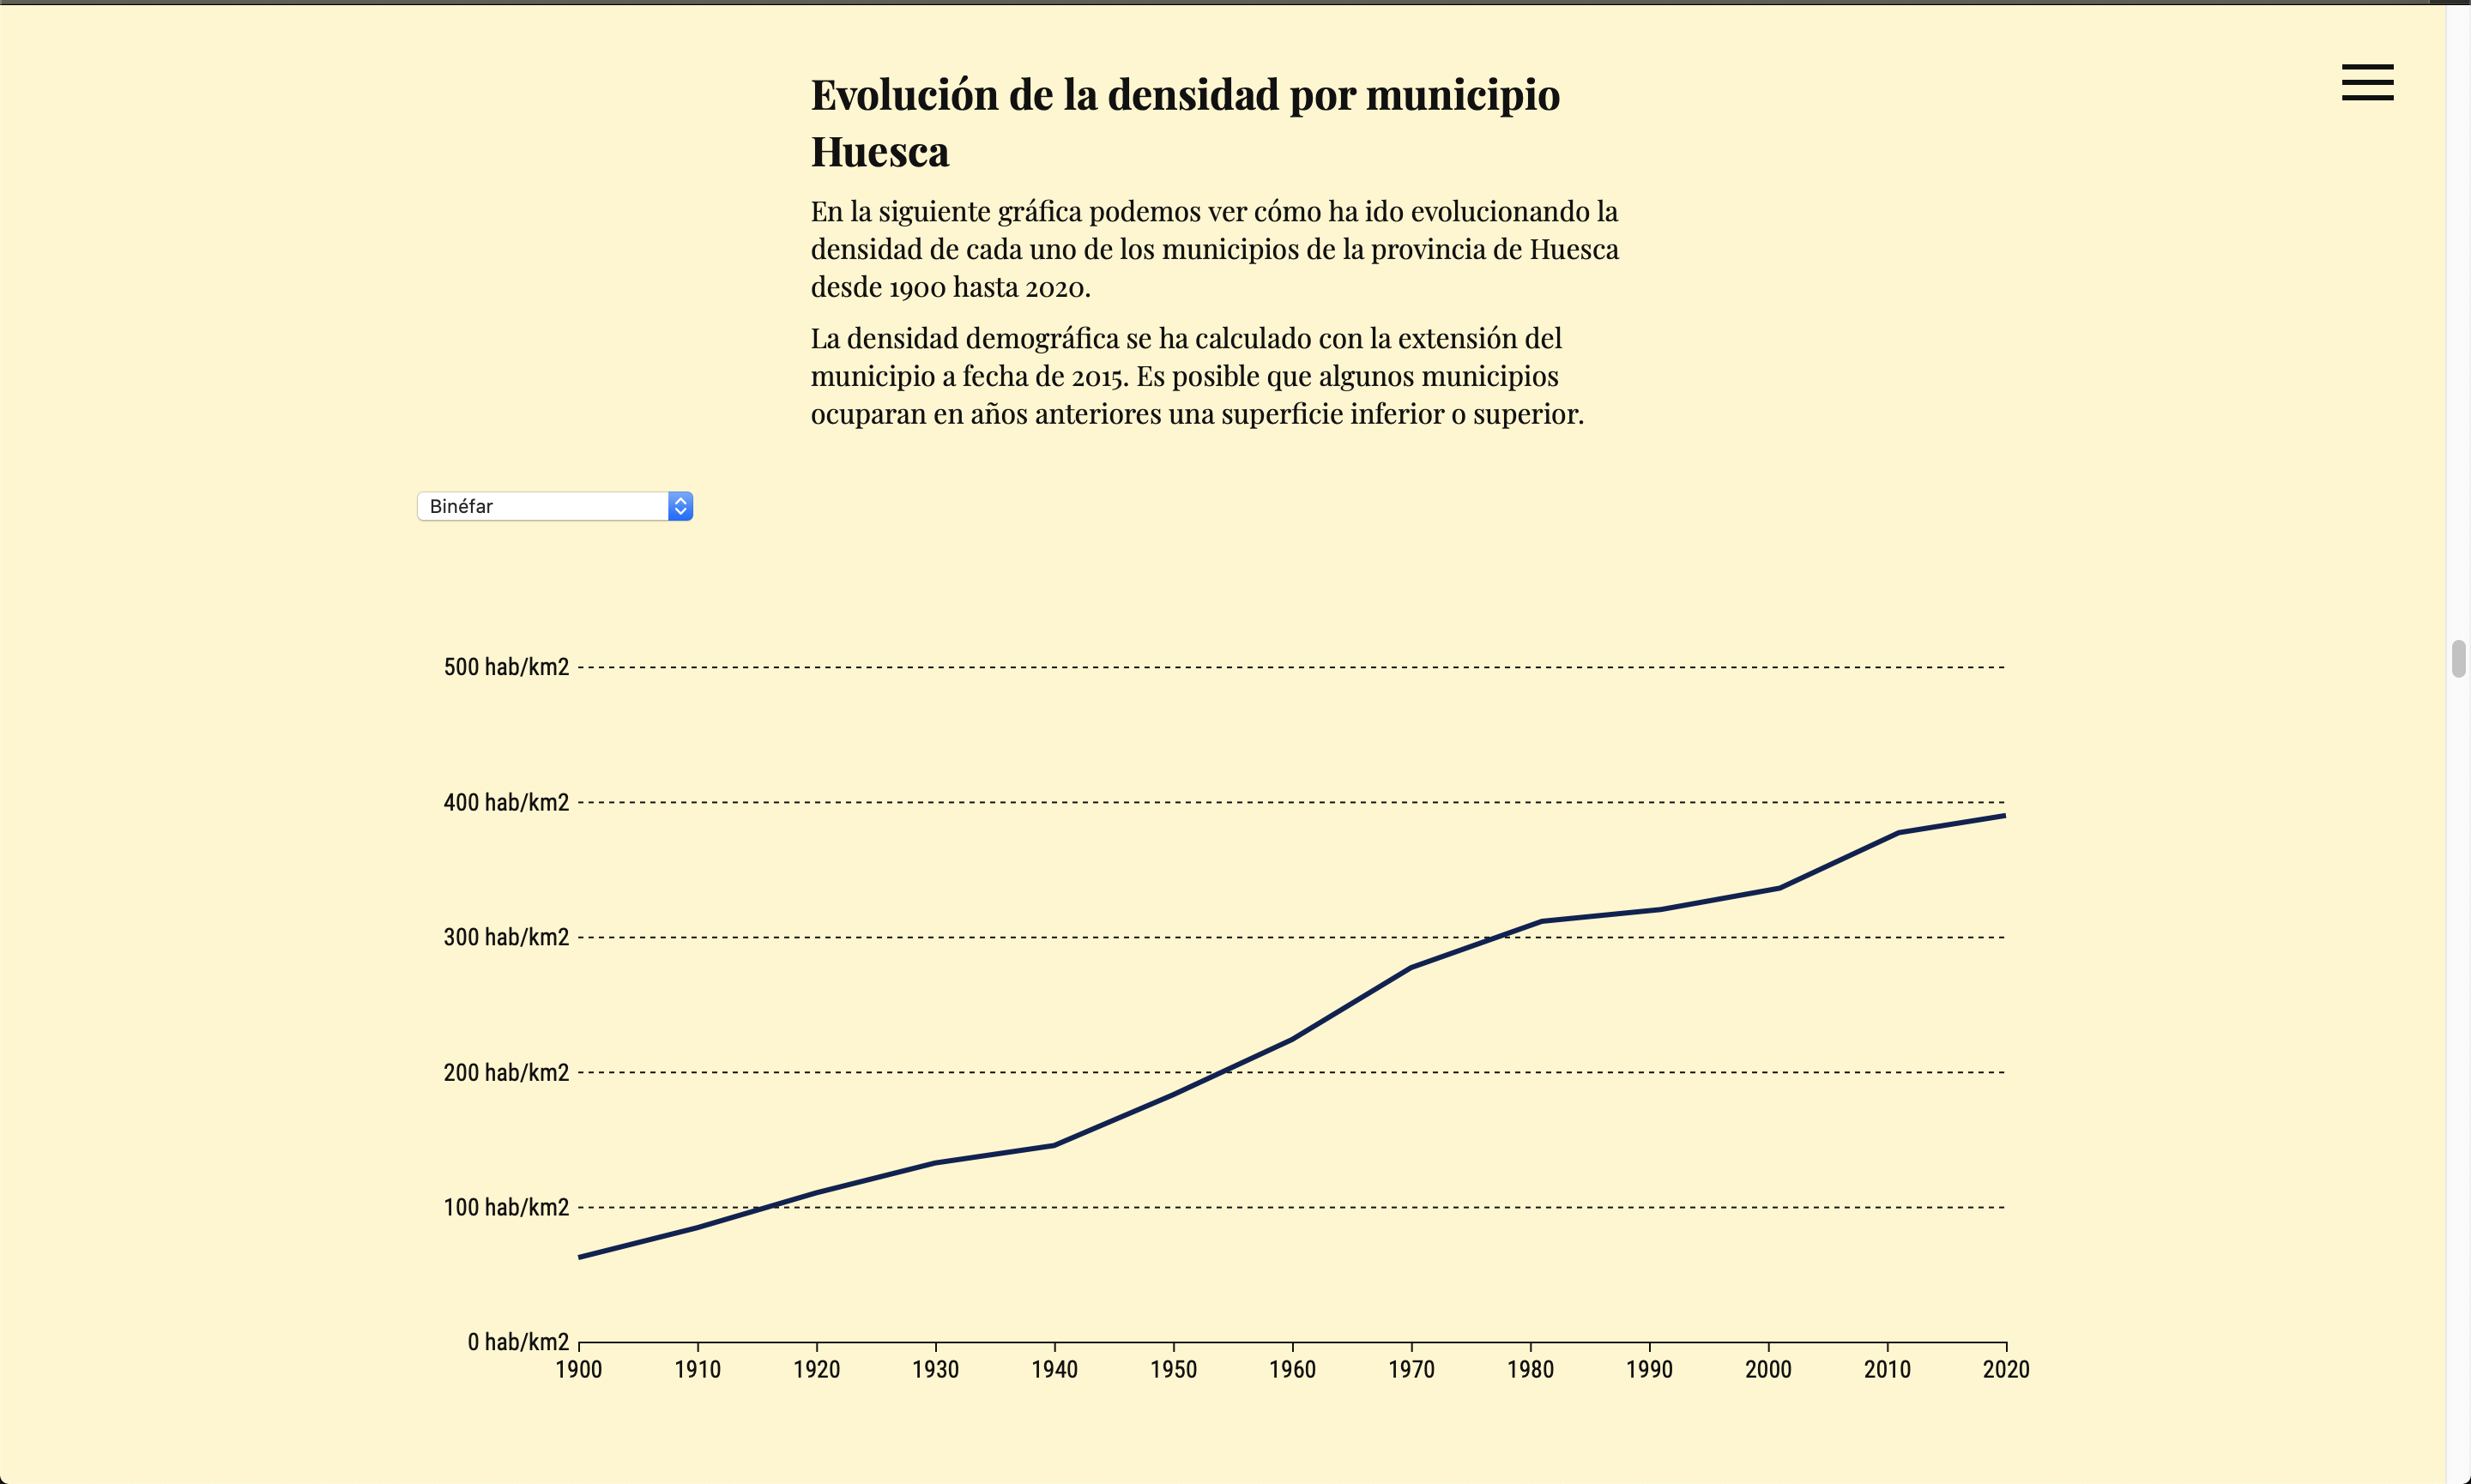 Evolución de la densidad por municipio
Huesca
En la siguiente gráfica podemos ver cómo ha ido evolucionando la
densidad de cada uno de los municipios de la provincia de Huesca
desde 1900 hasta 2020.
La densidad demográfica se ha calculado con la extensión del
municipio a fecha de 2015. Es posible que algunos municipios
ocuparan en años anteriores una superficie inferior o superior.
Binéfar
500 hab/km2
400 hab/km2
300 hab/km2
200 hab/km2
100 hab/km2
0 hab/km2
1900 1910 1920 1930 1940 1950 1960 1970 1980 1990 2000 2010 2020